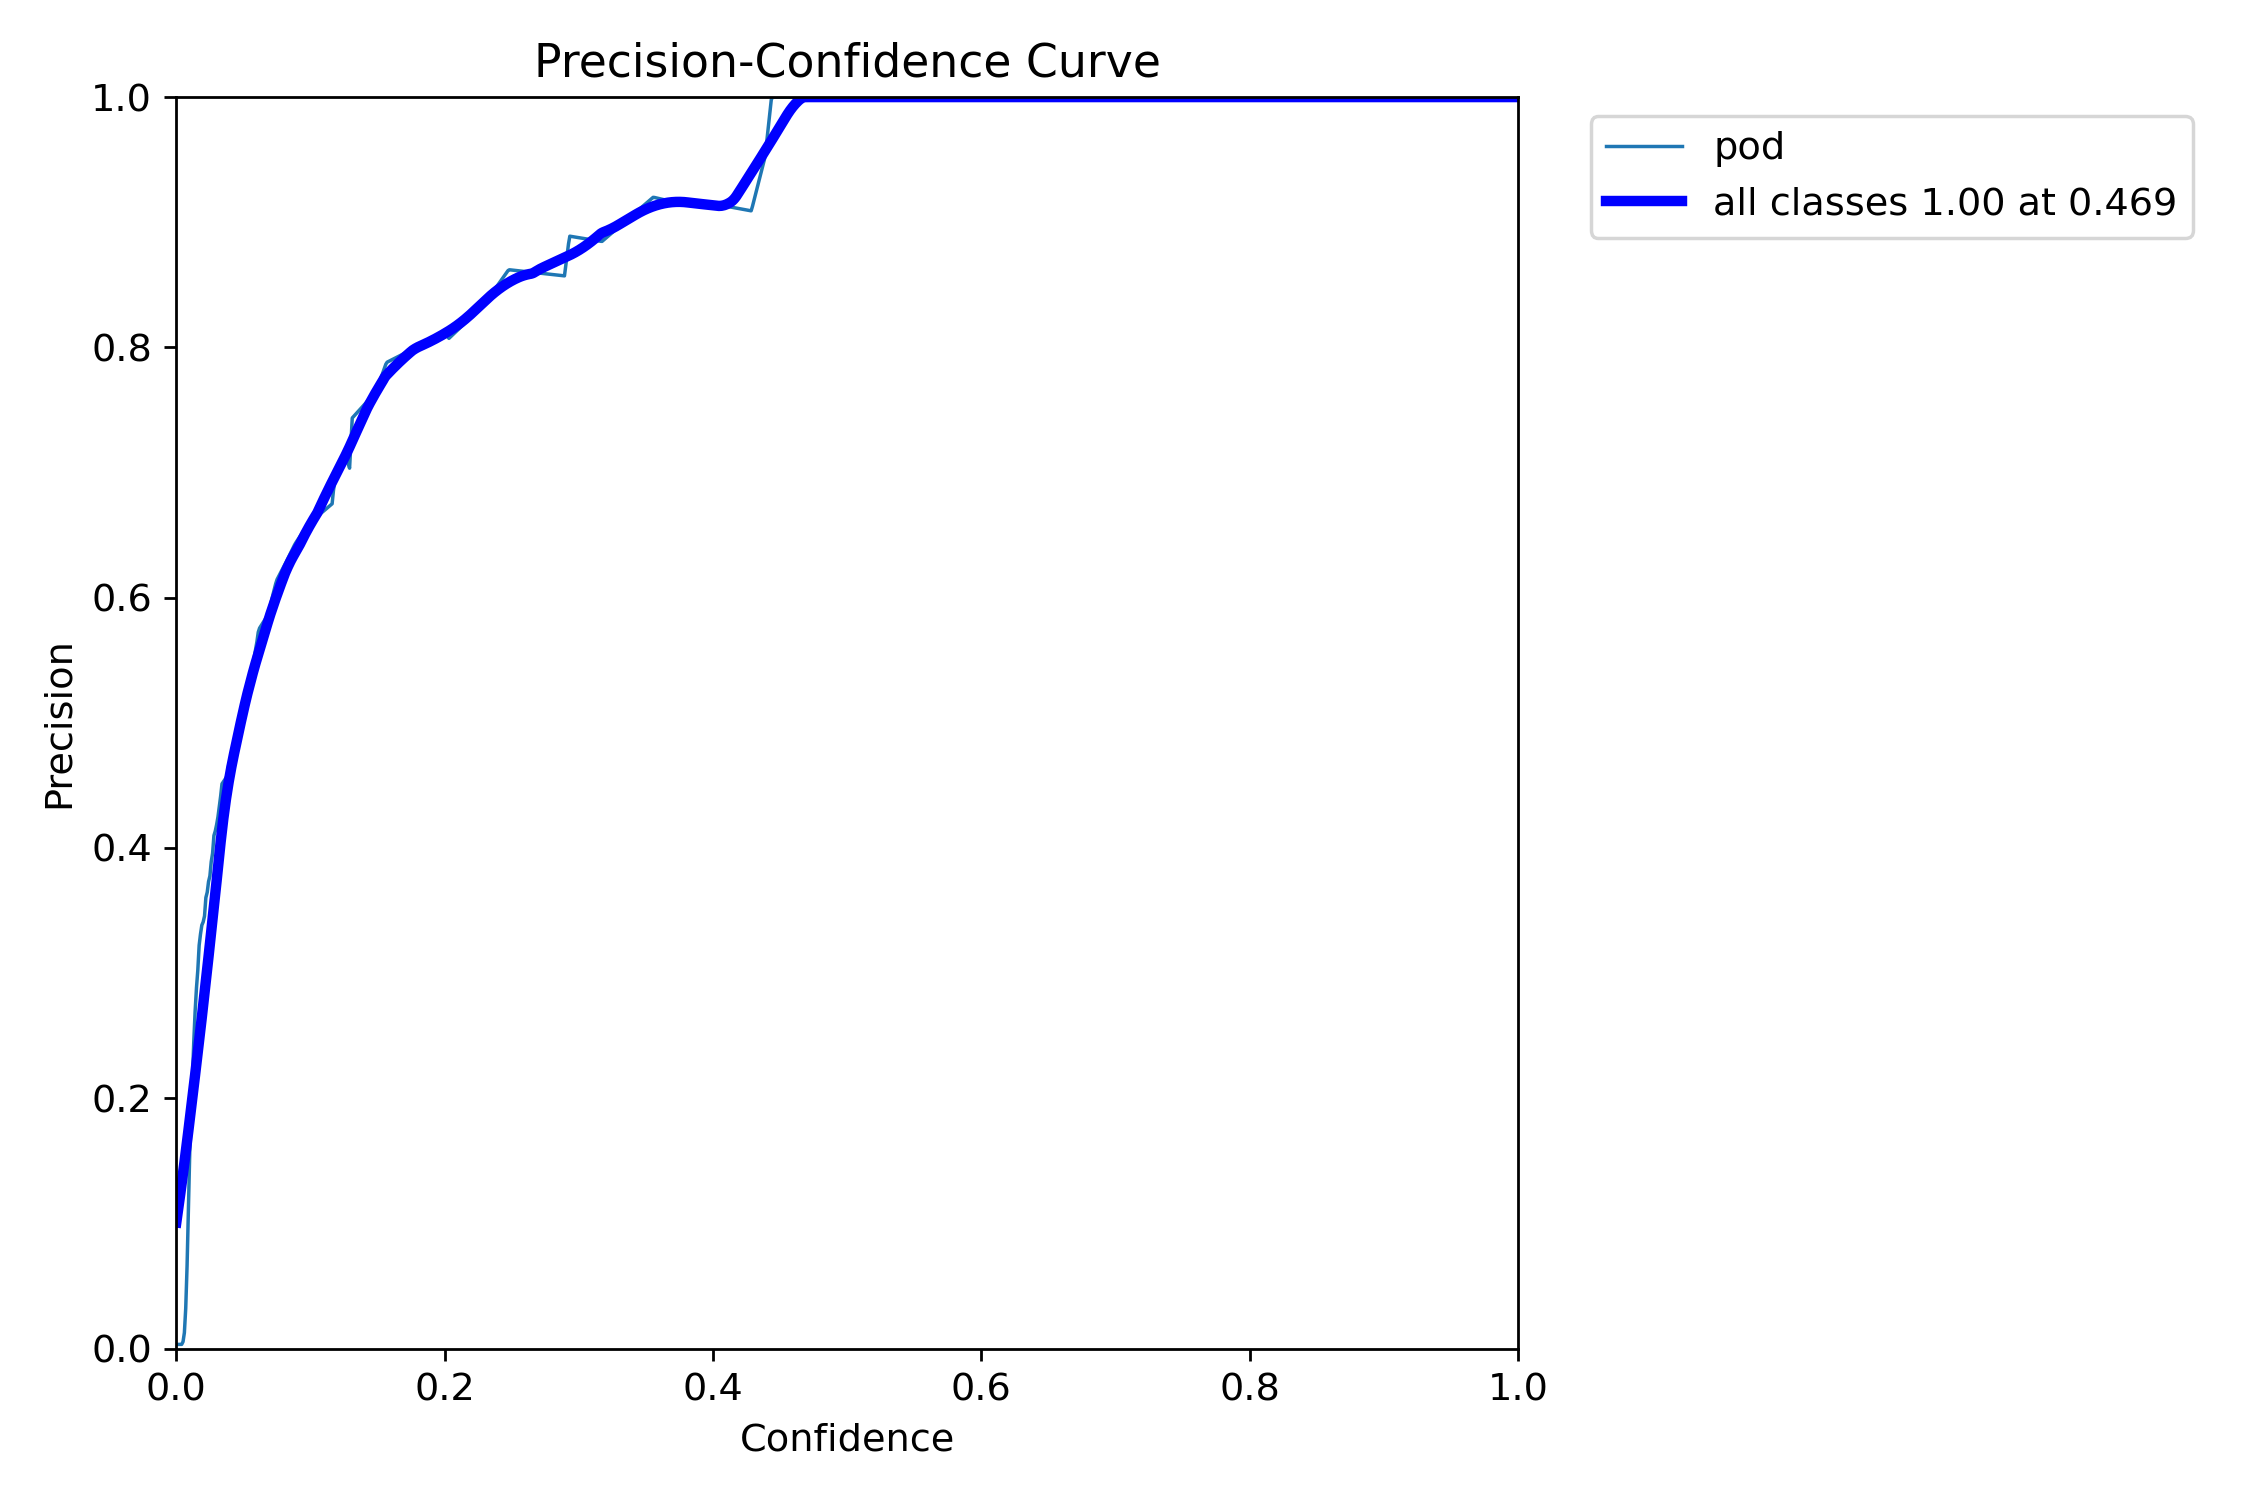 Precision-Confidence Curve
1.0
0.8
0.6
0.4
0.2
0.0
Precision
0.0 0.2 0.4 0.6 0.8 1.0
Confidence
pod
all classes 1.00 at 0.469